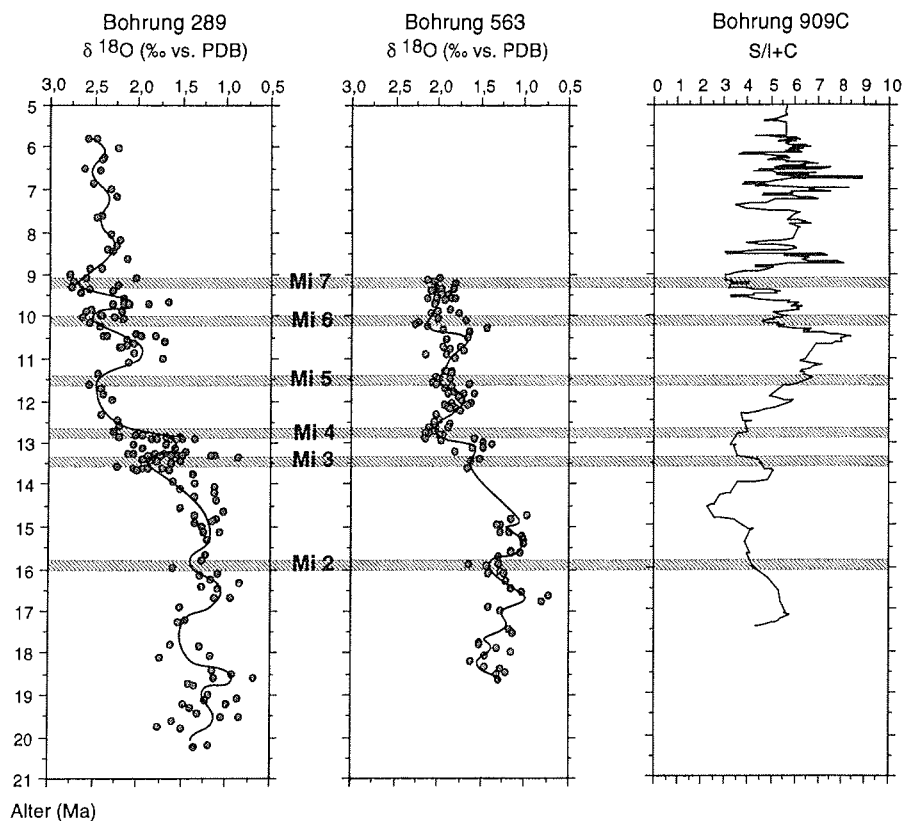 Bohrung 289
δ 18O (‰ vs. PDB)
3,0 2,5 2,0 1,5 1,0 0,5
Bohrung 563
δ 18O (‰ vs. PDB)
3,0 2,5 2,0 1,5 1,0 0,5
Bohrung 909C
S/I+C
0 1 2 3 4 5 6 7 8 9 10
5
6
7
8
9
10
11
12
13
14
15
16
17
18
19
20
21
Mi 7
Mi 6
Mi 5
Mi 4
Mi 3
Mi 2
Alter (Ma)